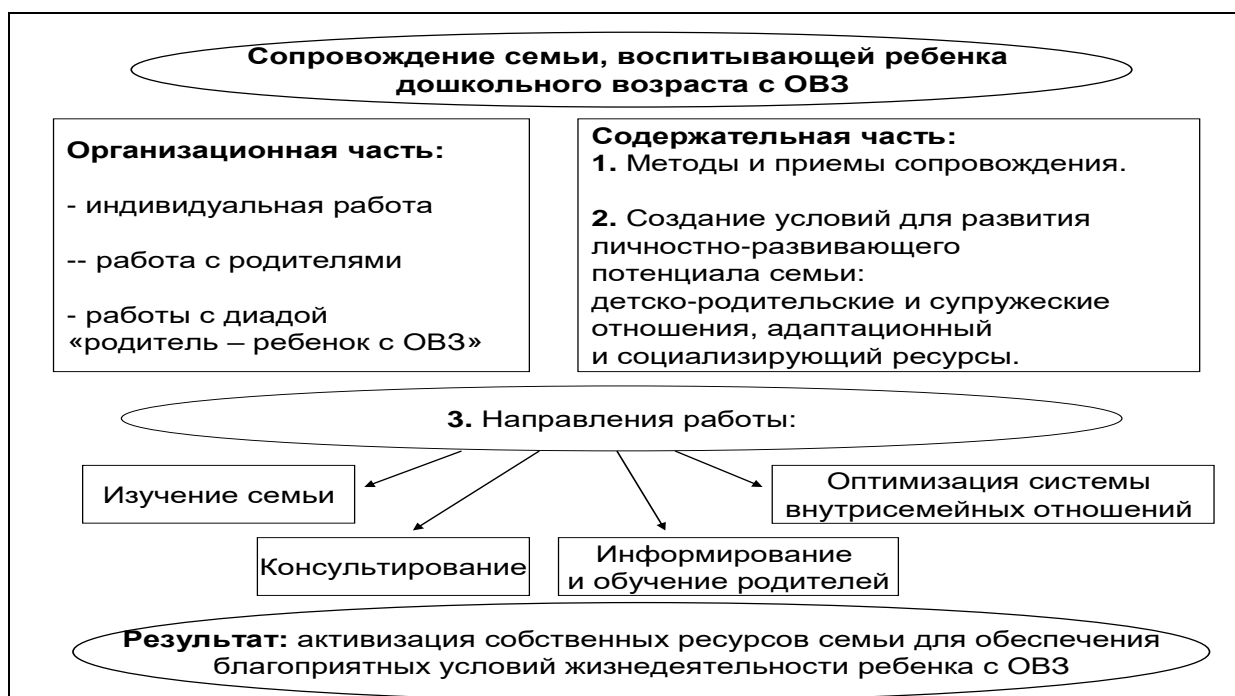 Сопровождение семьи, воспитывающей ребенка
дошкольного возраста с ОВЗ
Организационная часть:
- индивидуальная работа
-- работа с родителями
- работы с диадой
«родитель – ребенок с ОВЗ»
Содержательная часть:
1. Методы и приемы сопровождения.
2. Создание условий для развития
личностно-развивающего
потенциала семьи:
детско-родительские и супружеские
отношения, адаптационный
и социализирующий ресурсы.
3. Направления работы:
Изучение семьи
Оптимизация системы
внутрисемейных отношений
Консультирование
Информирование
и обучение родителей
Результат: активизация собственных ресурсов семьи для обеспечения
благоприятных условий жизнедеятельности ребенка с ОВЗ